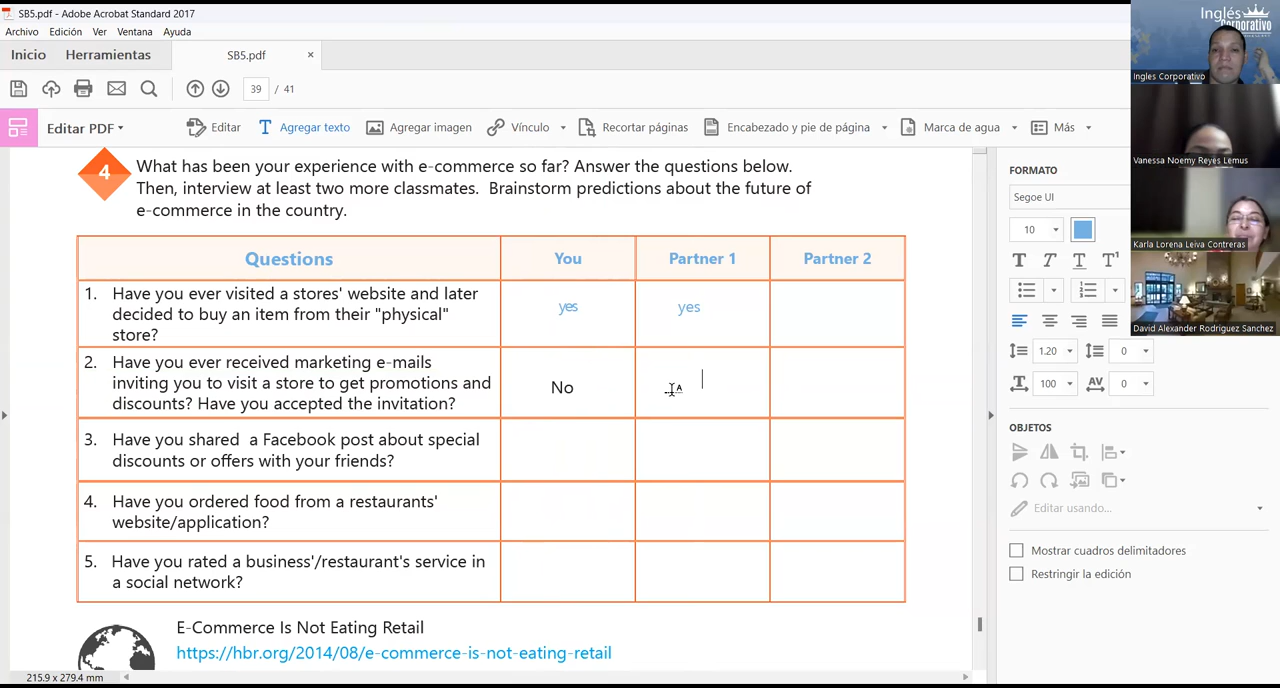 SB5.pdf - Adobe Acrobat Standard 2017
Archivo Edición Ver Ventana Ayuda
Inicio Herramientas SB5.pdf ×
39 / 41
Editar PDF Editar Agregar texto Agregar imagen Vínculo Recortar páginas Encabezado y pie de página Marca de agua Más
4
What has been your experience with e-commerce so far? Answer the questions below.
Then, interview at least two more classmates. Brainstorm predictions about the future of
e-commerce in the country.
Questions You Partner 1 Partner 2
1. Have you ever visited a stores' website and later
decided to buy an item from their "physical"
store?
yes yes
2. Have you ever received marketing e-mails
inviting you to visit a store to get promotions and
discounts? Have you accepted the invitation?
No
3. Have you shared a Facebook post about special
discounts or offers with your friends?
4. Have you ordered food from a restaurants'
website/application?
5. Have you rated a business'/restaurant's service in
a social network?
E-Commerce Is Not Eating Retail
https://hbr.org/2014/08/e-commerce-is-not-eating-retail
215.9 x 279.4 mm
FORMATO
Segoe UI
10
T T T T¹
1.20 0
100 AV 0
OBJETOS
Editar usando...
Mostrar cuadros delimitadores
Restringir la edición
Inglés
Corporativo
Ingles Corporativo
Vanessa Noemy Reyes Lemus
Karla Lorena Leiva Contreras
David Alexander Rodriguez Sanchez